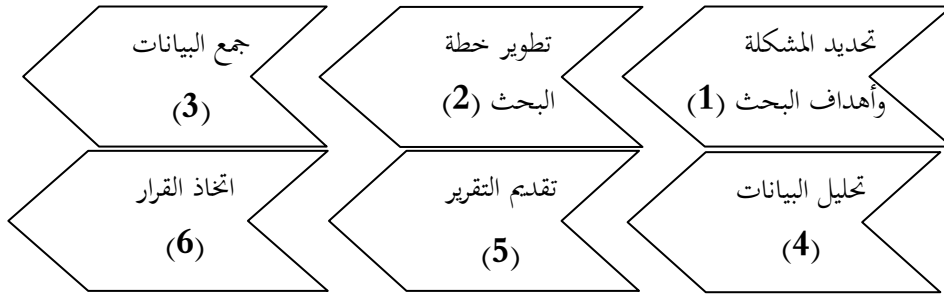 تحديد المشكلة
وأهداف البحث (1)
تطوير خطة
البحث (2)
جمع البيانات
(3)
تحليل البيانات
(4)
تقديم التقرير
(5)
اتخاذ القرار
(6)